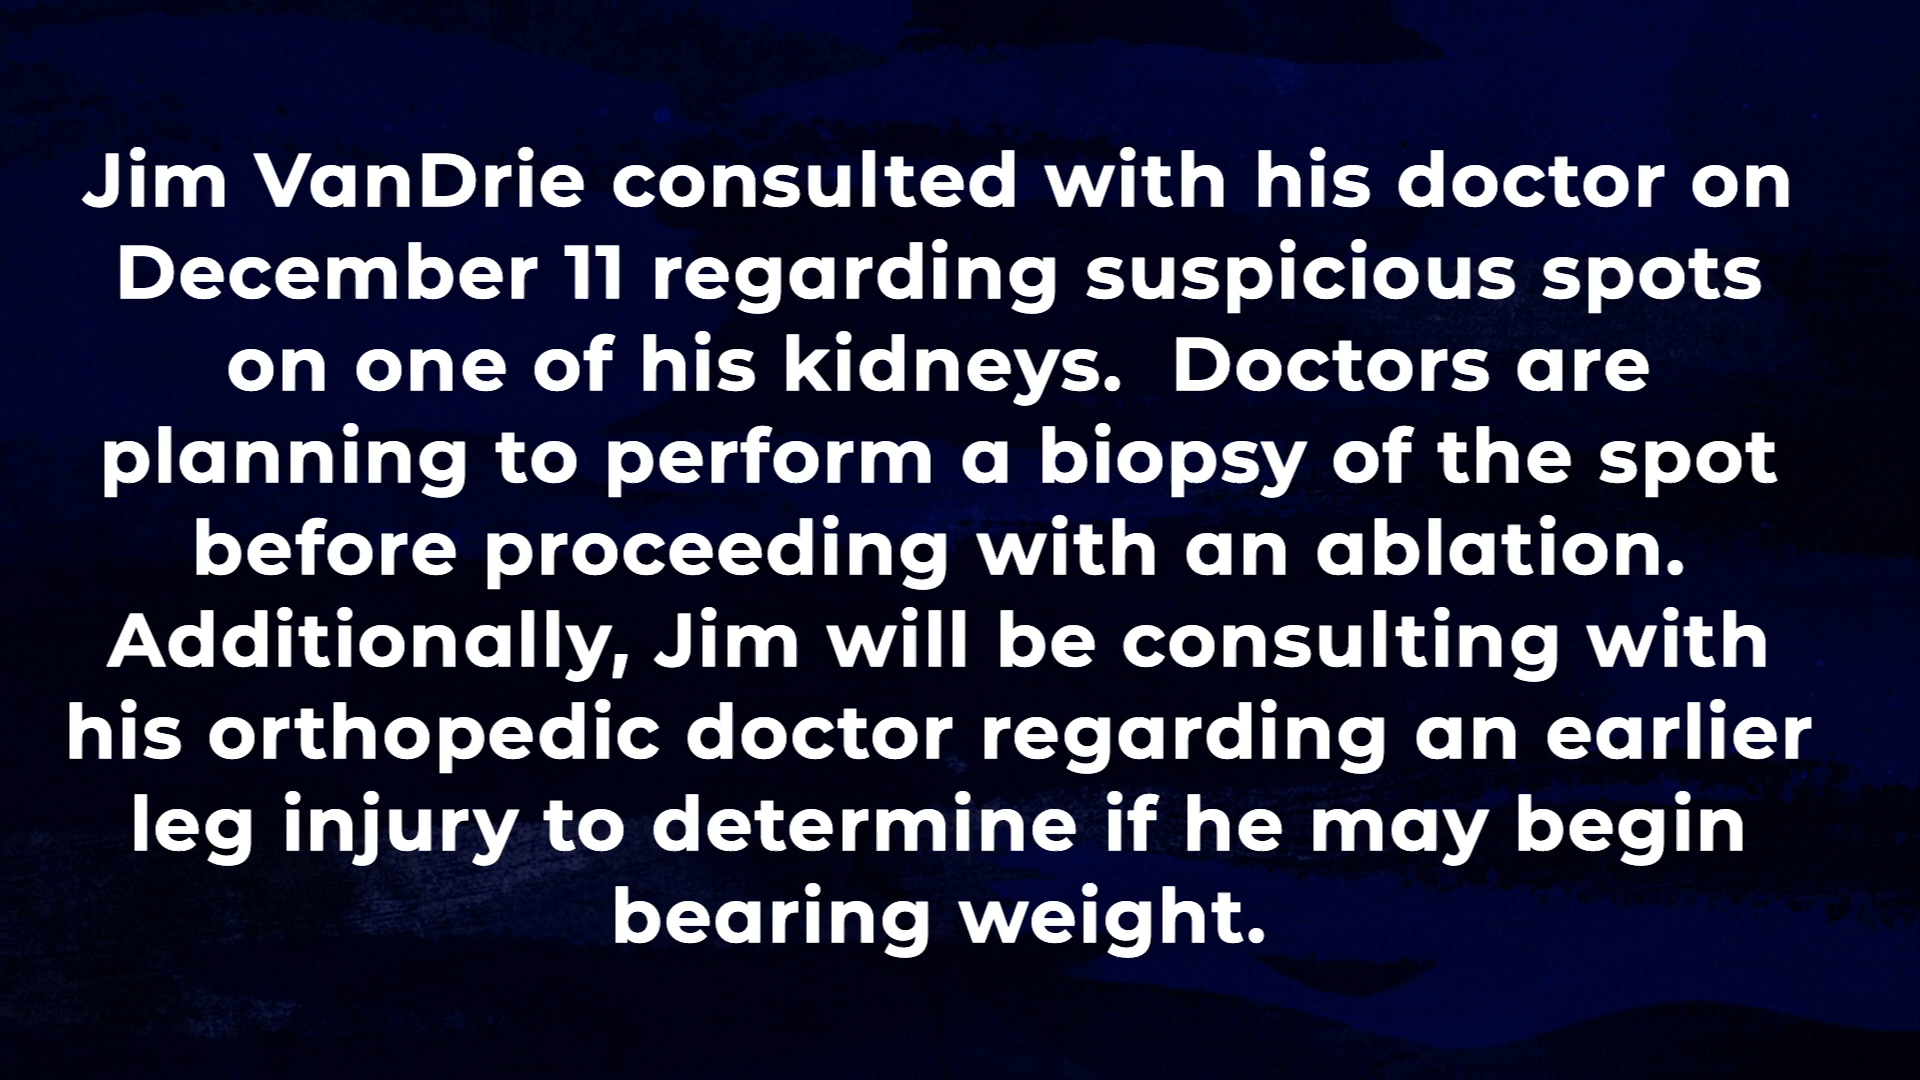 Jim VanDrie consulted with his doctor on
December 11 regarding suspicious spots
on one of his kidneys.  Doctors are
planning to perform a biopsy of the spot
before proceeding with an ablation.
Additionally, Jim will be consulting with
his orthopedic doctor regarding an earlier
leg injury to determine if he may begin
bearing weight.